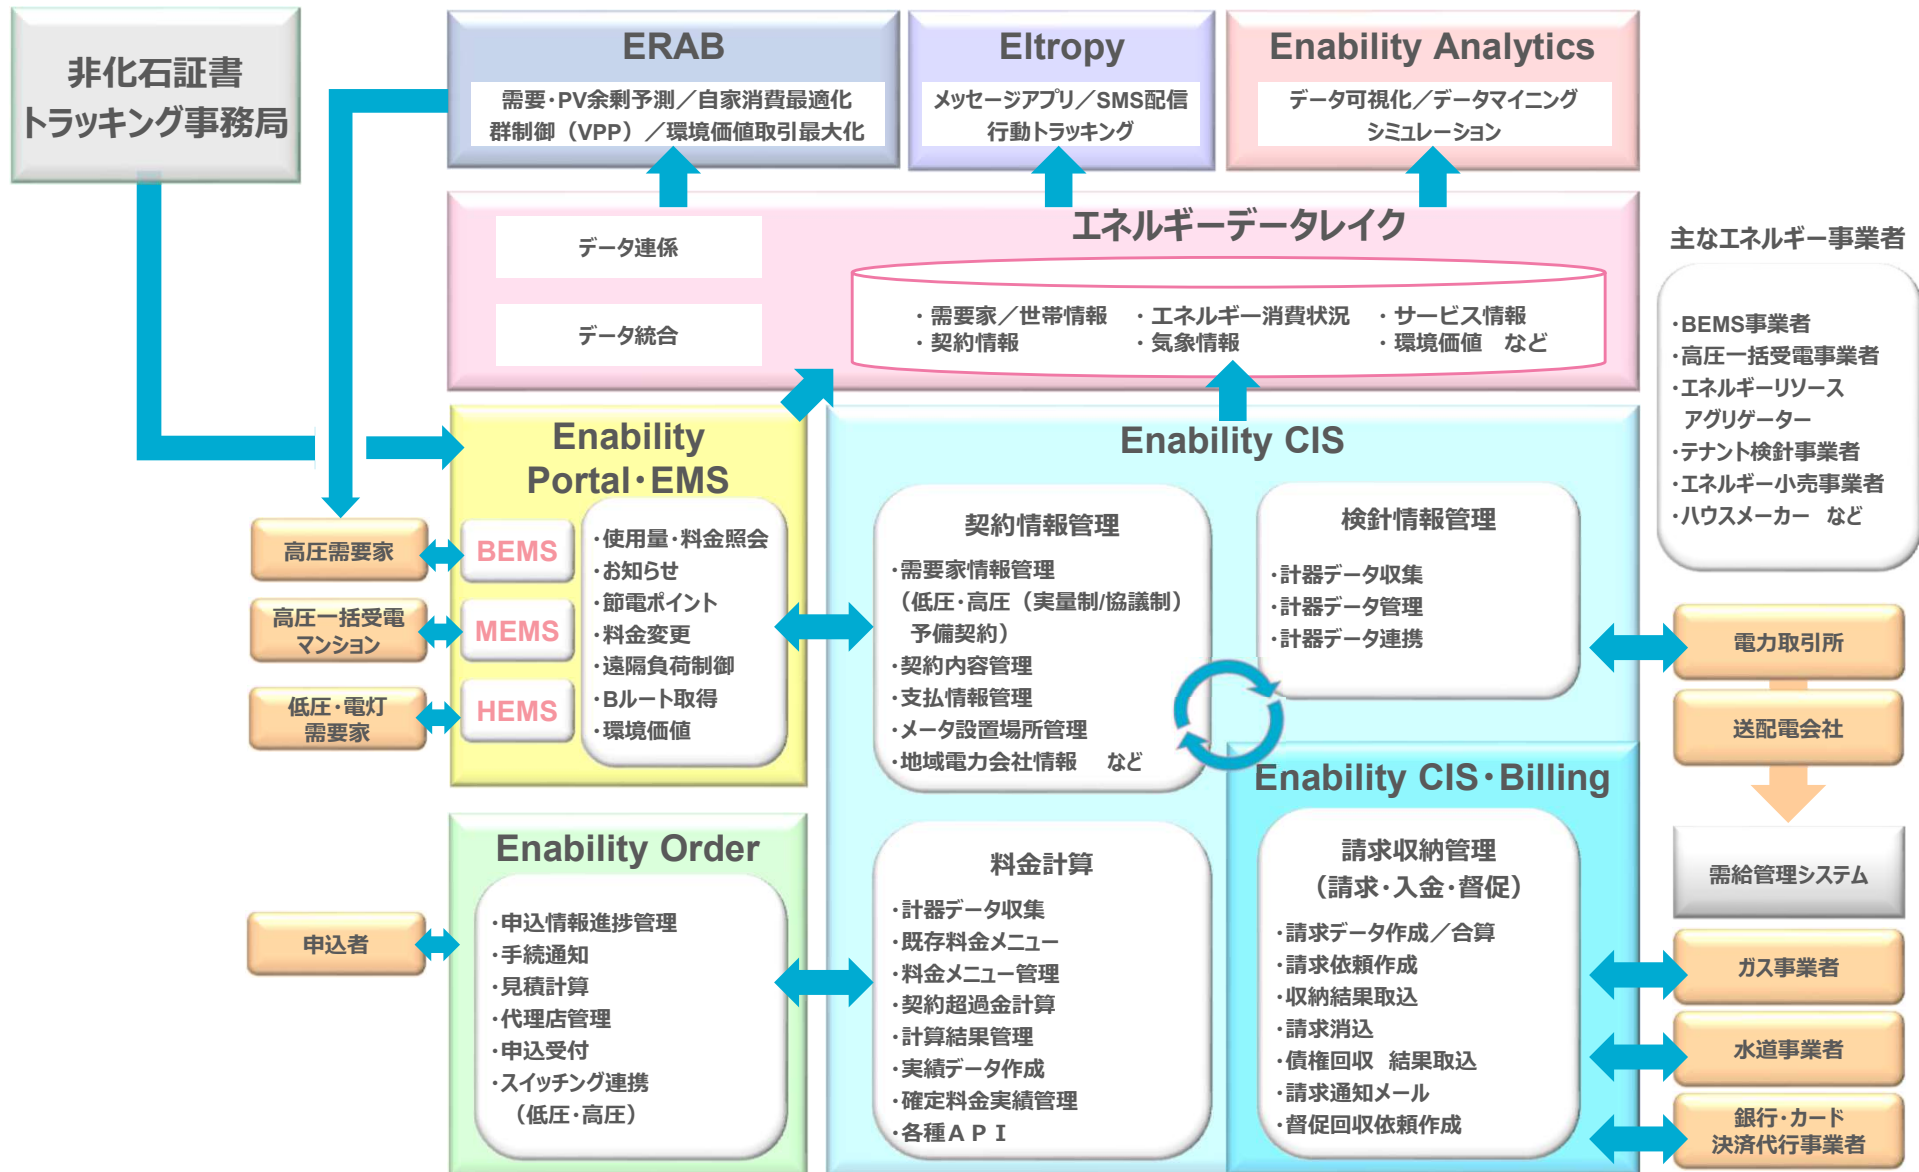 非化石証書
トラッキング事務局
ERAB
需要・PV余剰予測／自家消費最適化
群制御（VPP）／環境価値取引最大化
Eltropy
メッセージアプリ／SMS配信
行動トラッキング
Enability Analytics
データ可視化／データマイニング
シミュレーション
エネルギーデータレイク
データ連係
データ統合
・需要家／世帯情報
・契約情報
・エネルギー消費状況
・気象情報
・サービス情報
・環境価値　など
主なエネルギー事業者
・BEMS事業者
・高圧一括受電事業者
・エネルギーリソース
アグリゲーター
・テナント検針事業者
・エネルギー小売事業者
・ハウスメーカー　など
Enability
Portal・EMS
高圧需要家
高圧一括受電
マンション
低圧・電灯
需要家
BEMS
MEMS
HEMS
・使用量・料金照会
・お知らせ
・節電ポイント
・料金変更
・遠隔負荷制御
・Bルート取得
・環境価値
Enability CIS
契約情報管理
・需要家情報管理
（低圧・高圧（実量制/協議制）
予備契約）
・契約内容管理
・支払情報管理
・メータ設置場所管理
・地域電力会社情報　など
検針情報管理
・計器データ収集
・計器データ管理
・計器データ連携
電力取引所
送配電会社
需給管理システム
Enability Order
申込者
・申込情報進捗管理
・手続通知
・見積計算
・代理店管理
・申込受付
・スイッチング連携
（低圧・高圧）
料金計算
・計器データ収集
・既存料金メニュー
・料金メニュー管理
・契約超過金計算
・計算結果管理
・実績データ作成
・確定料金実績管理
・各種ＡＰＩ
Enability CIS・Billing
請求収納管理
（請求・入金・督促）
・請求データ作成／合算
・請求依頼作成
・収納結果取込
・請求消込
・債権回収　結果取込
・請求通知メール
・督促回収依頼作成
ガス事業者
水道事業者
銀行・カード
決済代行事業者